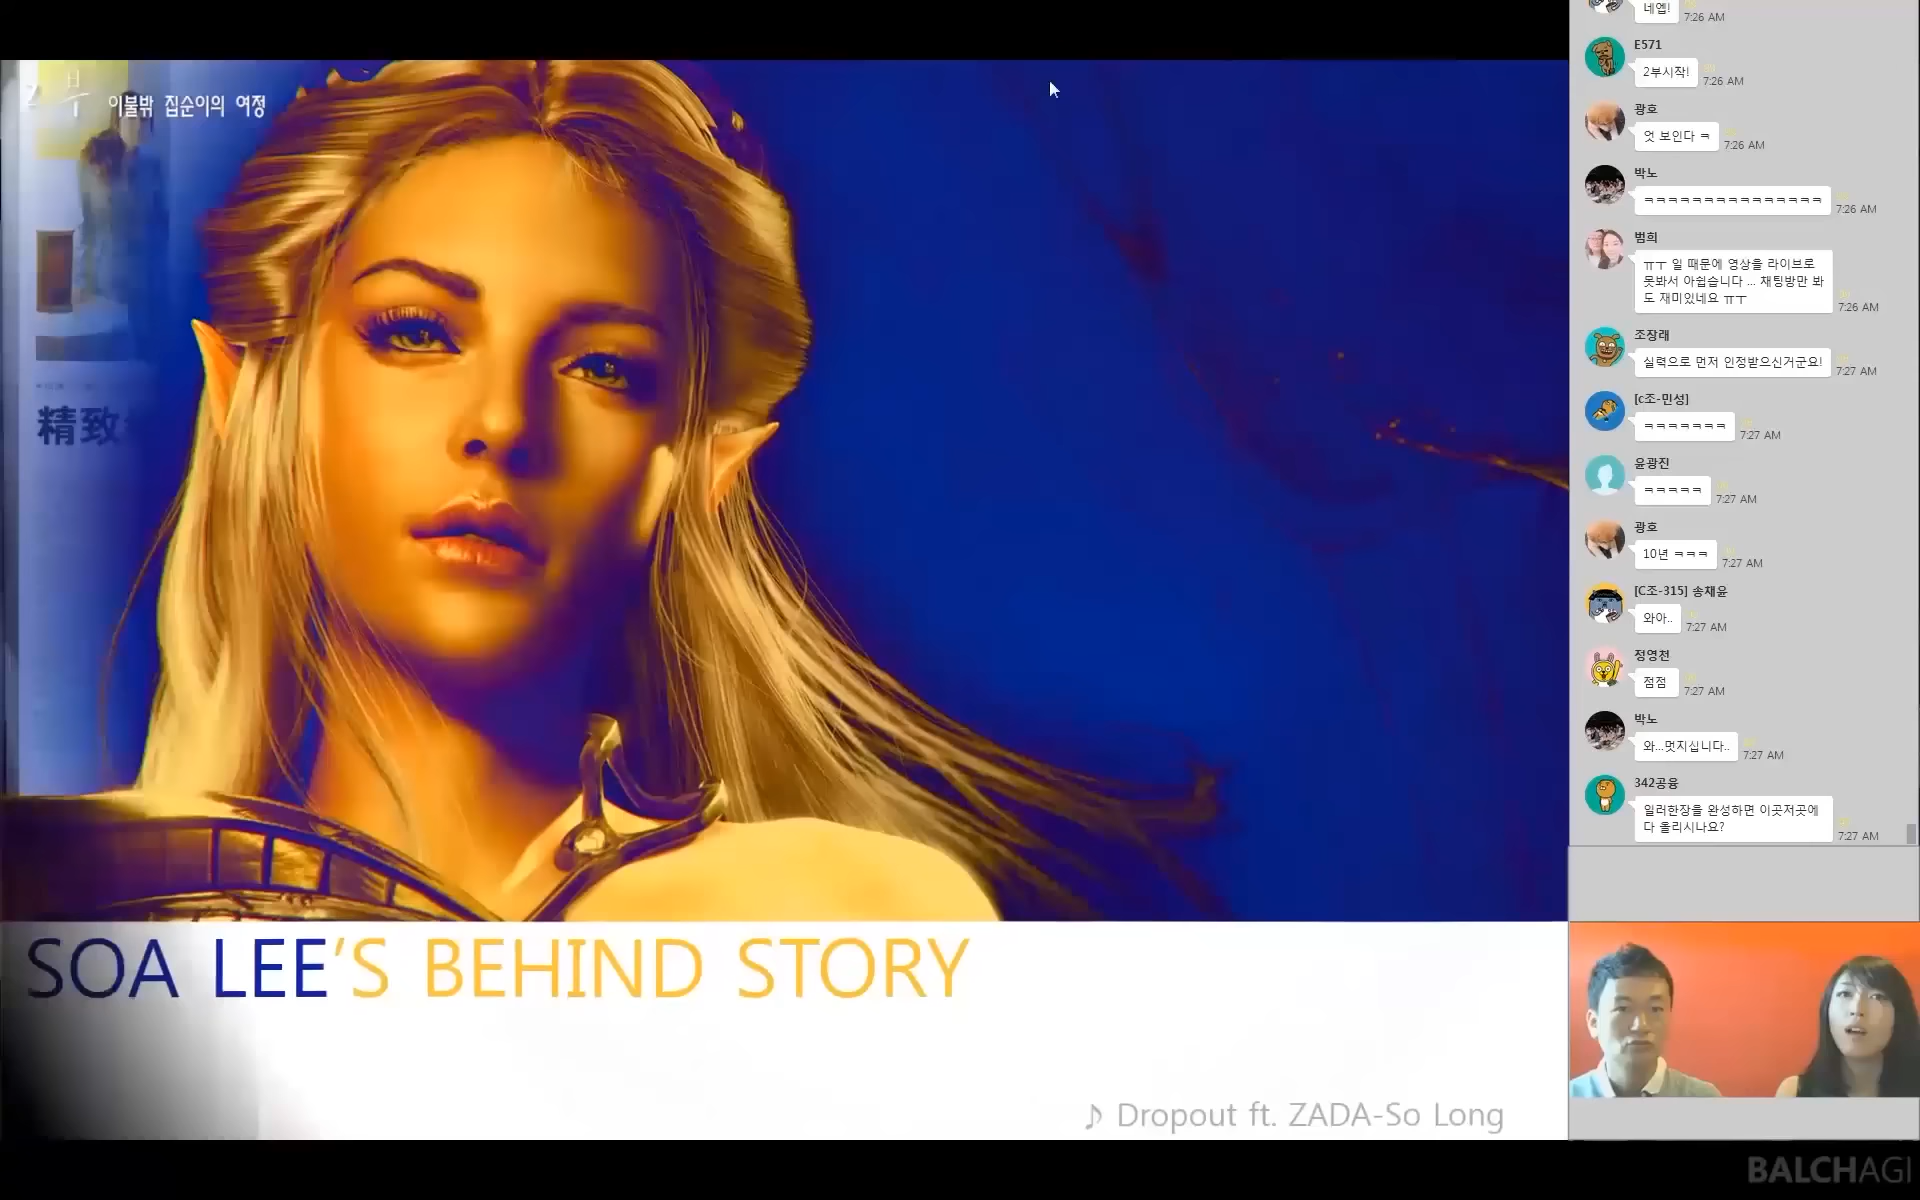 2부 이불밖 집순이의 여정
精致
SOA LEE'S BEHIND STORY
♪ Dropout ft. ZADA-So Long
네엡!
7:26 AM
E571
2부시작!
7:26 AM
광호
엇 보인다 ㅋ
7:26 AM
박노
ㅋㅋㅋㅋㅋㅋㅋㅋㅋㅋㅋㅋㅋㅋㅋ
7:26 AM
범희
ㅠㅜ 일 때문에 영상을 라이브로
못봐서 아쉽습니다 ... 채팅방만 봐
도 재미있네요 ㅠㅜ
7:26 AM
조장래
실력으로 먼저 인정받으신거군요!
7:27 AM
[c조-민성]
ㅋㅋㅋㅋㅋㅋㅋ
7:27 AM
윤광진
ㅋㅋㅋㅋㅋ
7:27 AM
광호
10년 ㅋㅋㅋ
7:27 AM
[C조-315] 송채윤
와아..
7:27 AM
정영천
점점
7:27 AM
박노
와...멋지십니다..
7:27 AM
342공융
일러한장을 완성하면 이곳저곳에
다 올리시나요?
7:27 AM
BALCHAGI